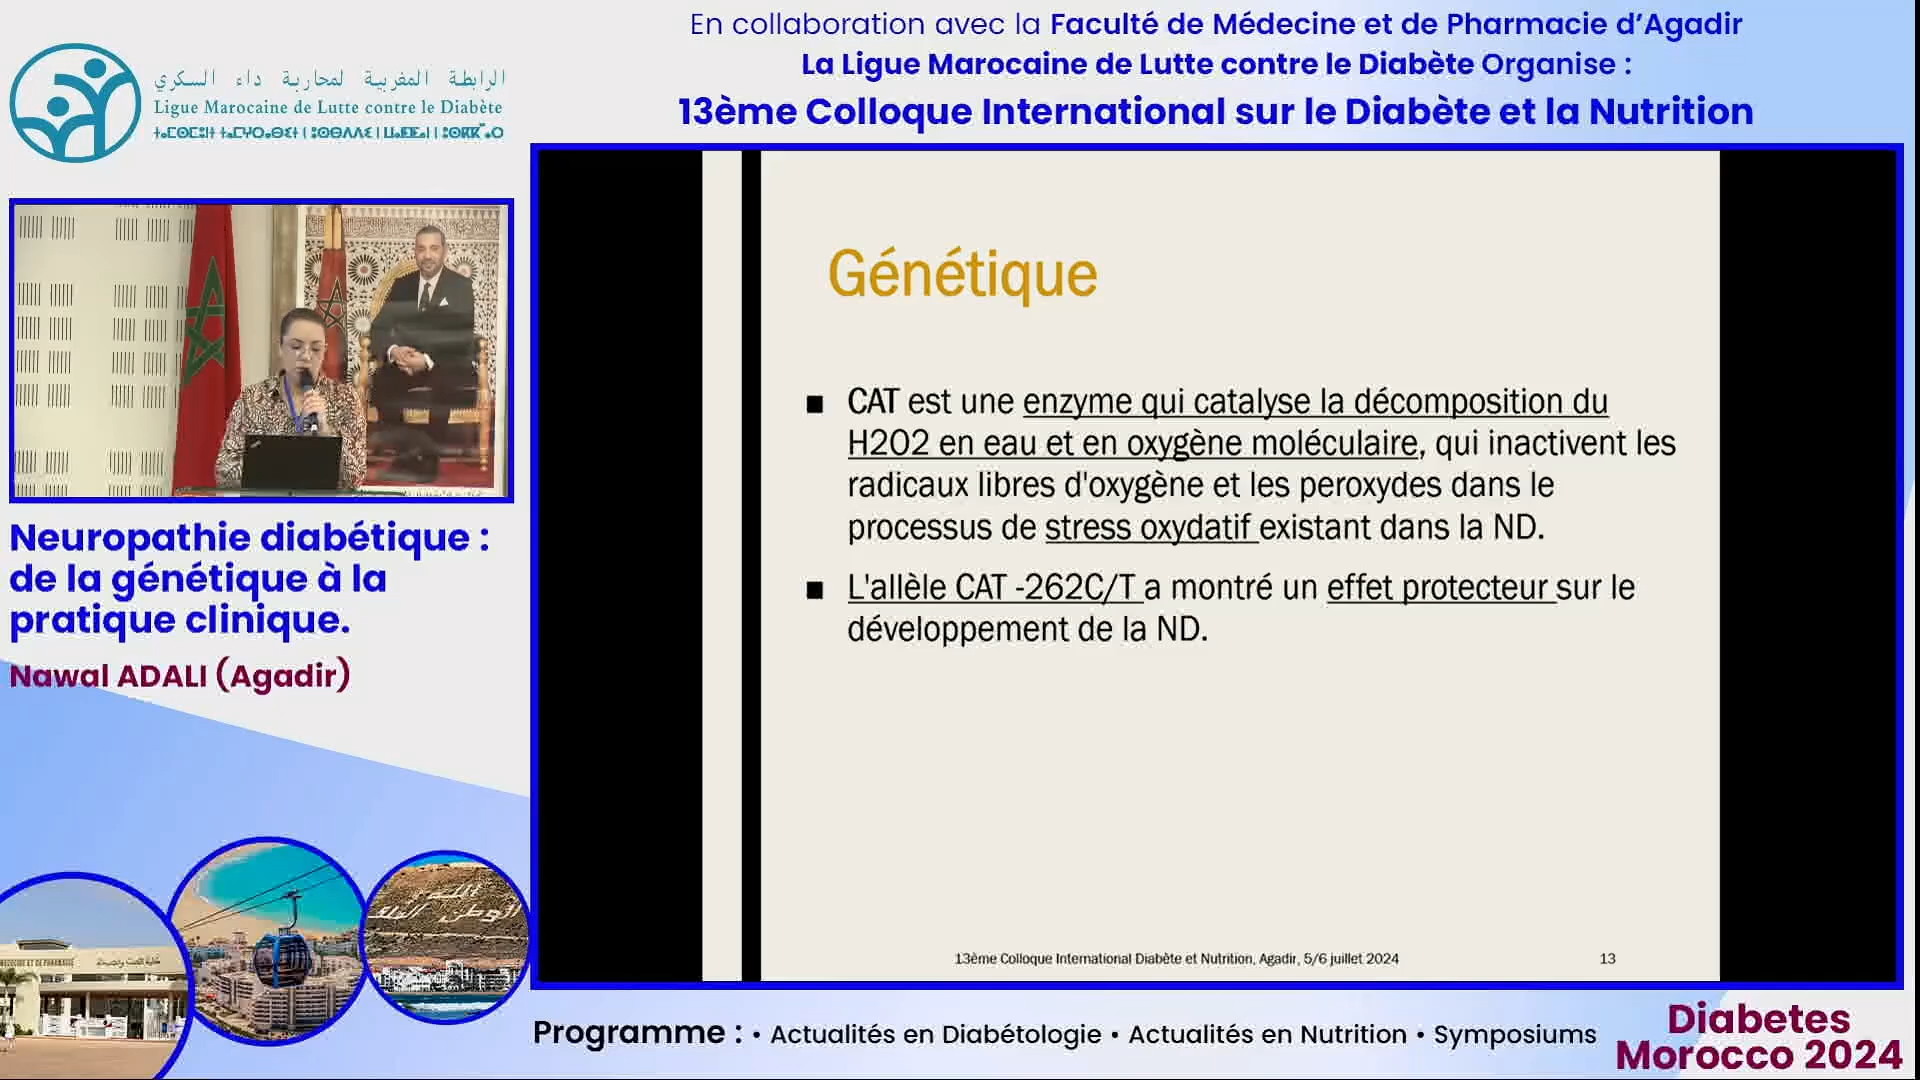 En collaboration avec la Faculté de Médecine et de Pharmacie d’Agadir
La Ligue Marocaine de Lutte contre le Diabète Organise :
13ème Colloque International sur le Diabète et la Nutrition
الرابطة المغربية لمحاربة داء السكري
Ligue Marocaine de Lutte contre le Diabète
Neuropathie diabétique :
de la génétique à la
pratique clinique.
Nawal ADALI (Agadir)
Génétique
■ CAT est une enzyme qui catalyse la décomposition du
H2O2 en eau et en oxygène moléculaire, qui inactivent les
radicaux libres d'oxygène et les peroxydes dans le
processus de stress oxydatif existant dans la ND.
■ L'allèle CAT -262C/T a montré un effet protecteur sur le
développement de la ND.
13ème Colloque International Diabète et Nutrition, Agadir, 5/6 juillet 2024
13
الله
الوطن الملك
Programme : • Actualités en Diabétologie • Actualités en Nutrition • Symposiums
Diabetes
Morocco 2024